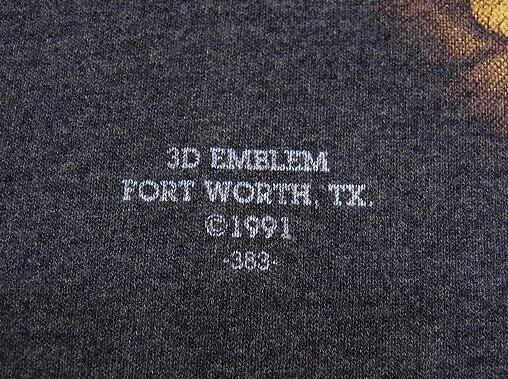 3D EMBLEM
FORT WORTH, TX.
©1991
-383-